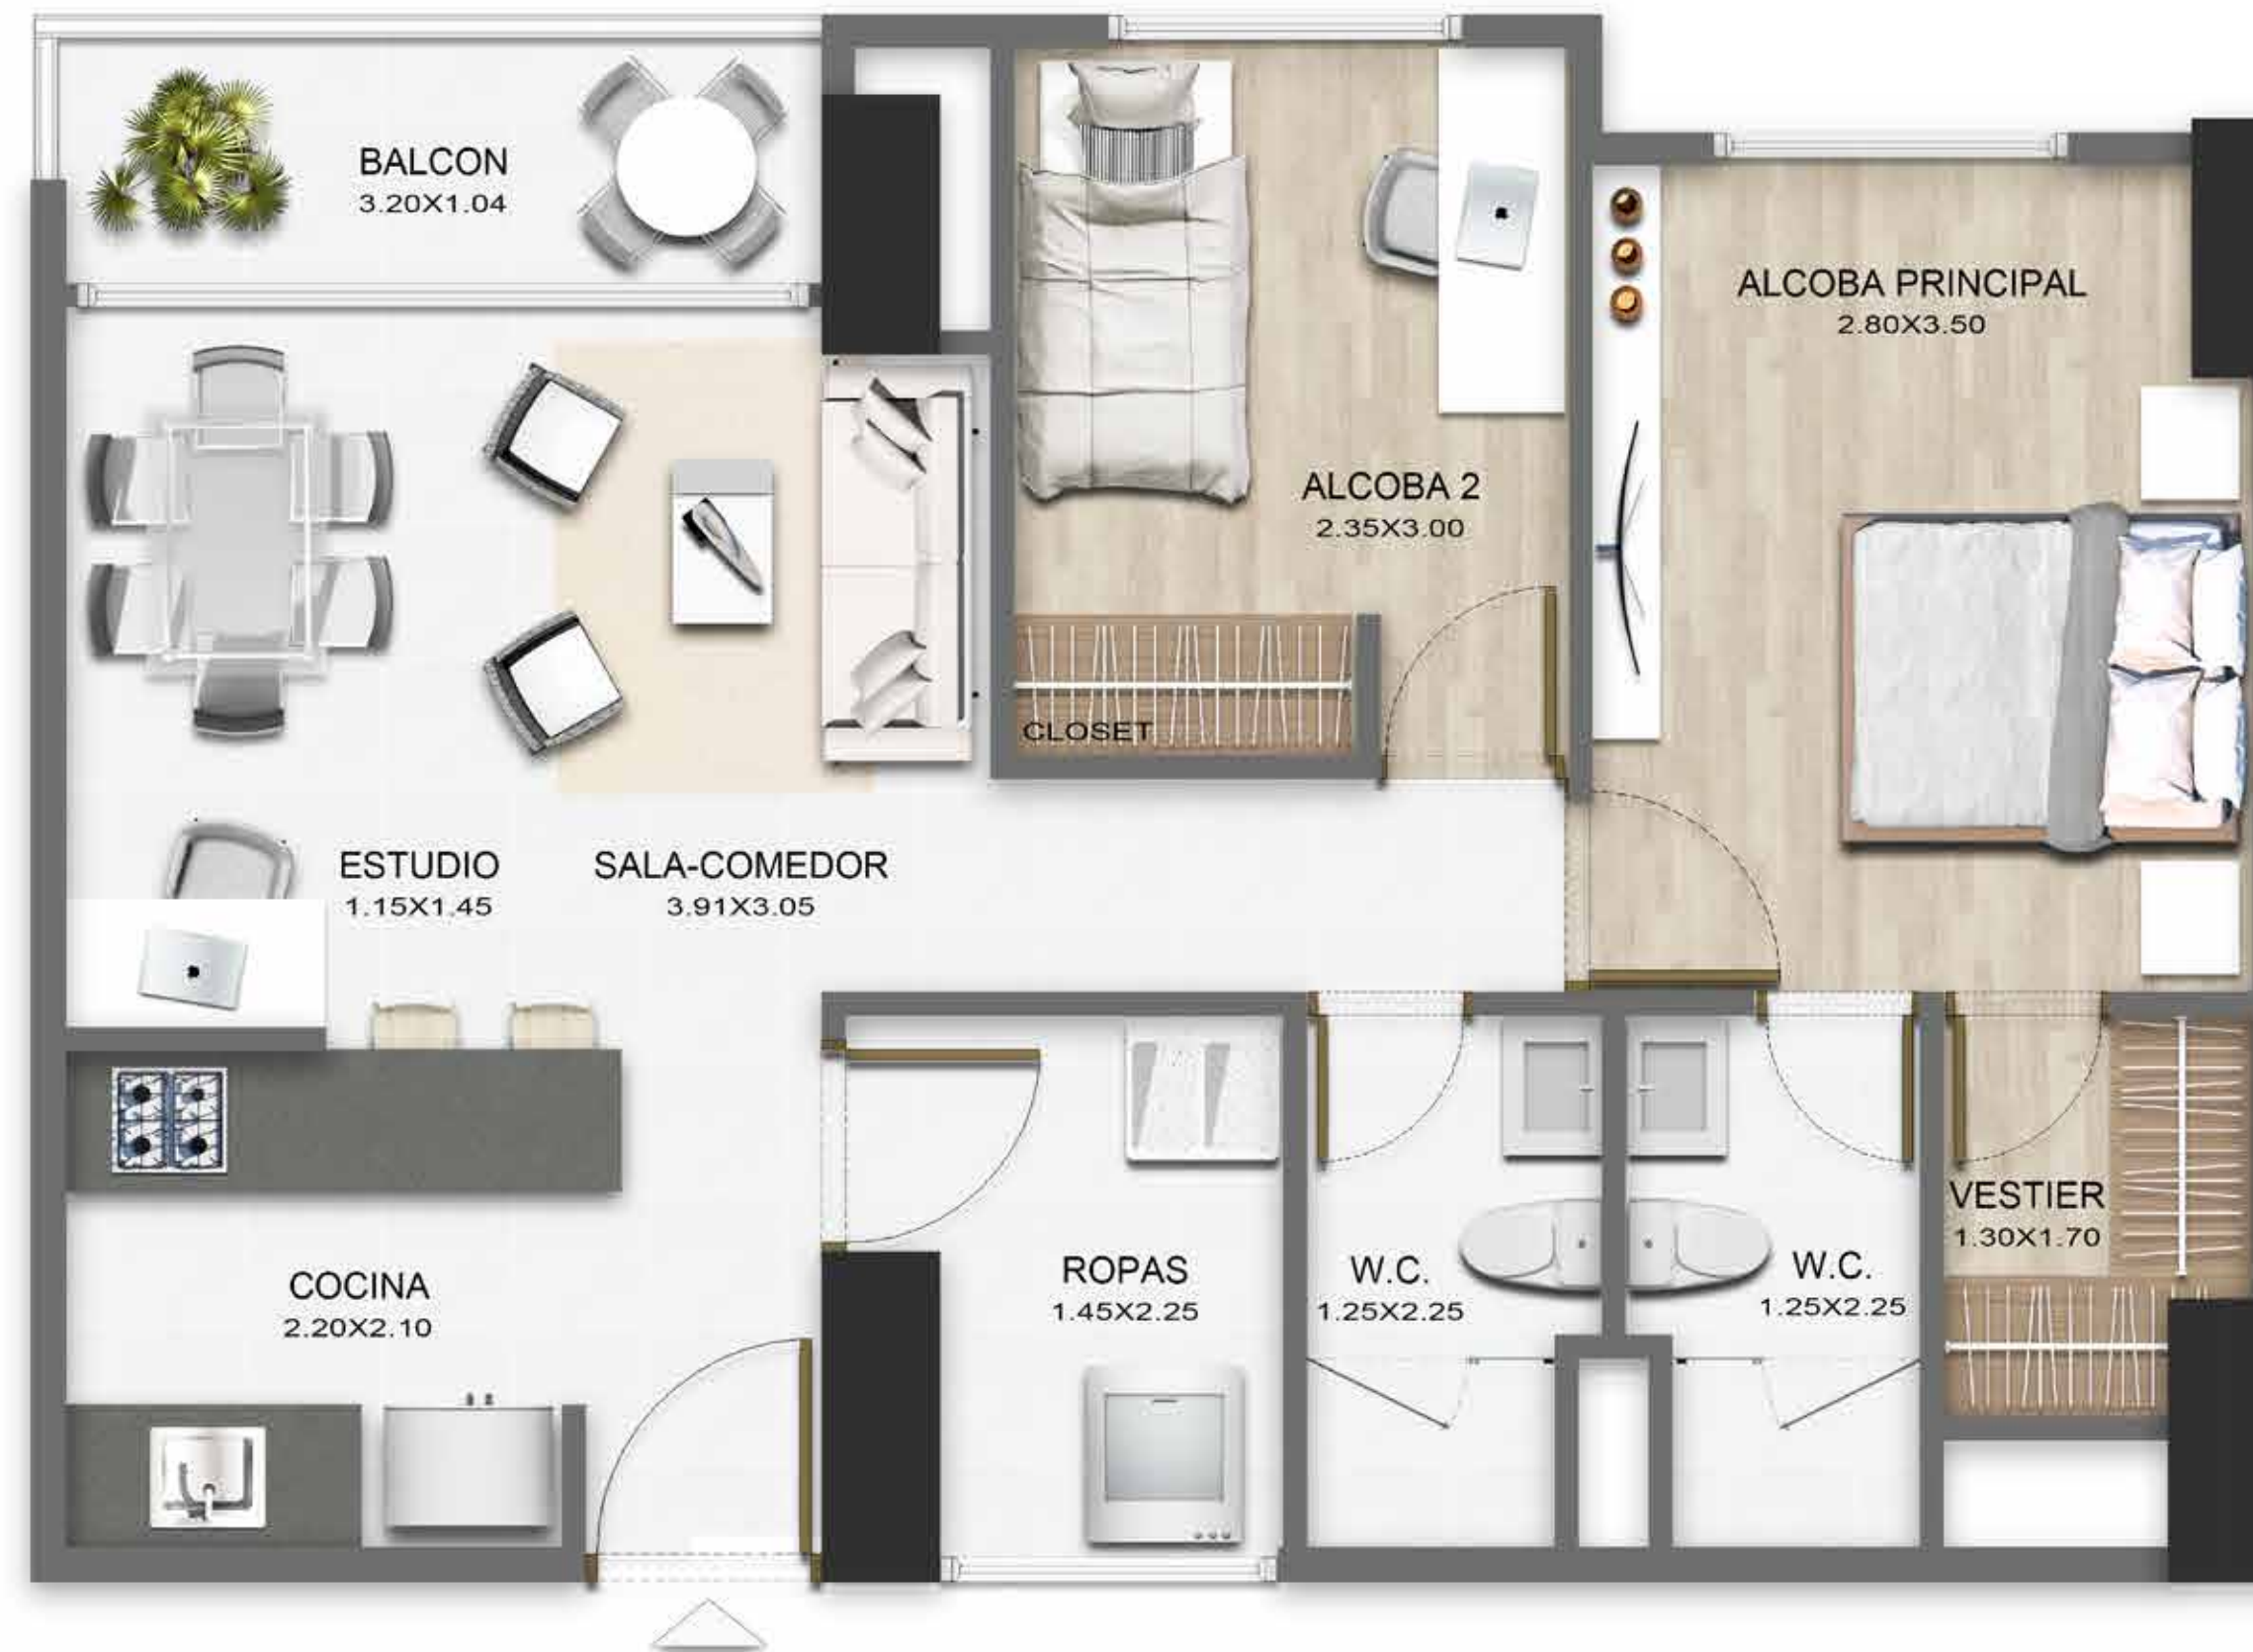 BALCON
3.20X1.04
ALCOBA PRINCIPAL
2.80X3.50
ALCOBA 2
2.35X3.00
CLOSET
ESTUDIO
1.15X1.45
SALA-COMEDOR
3.91X3.05
VESTIER
1.30X1.70
COCINA
2.20X2.10
ROPAS
1.45X2.25
W.C.
1.25X2.25
W.C.
1.25X2.25